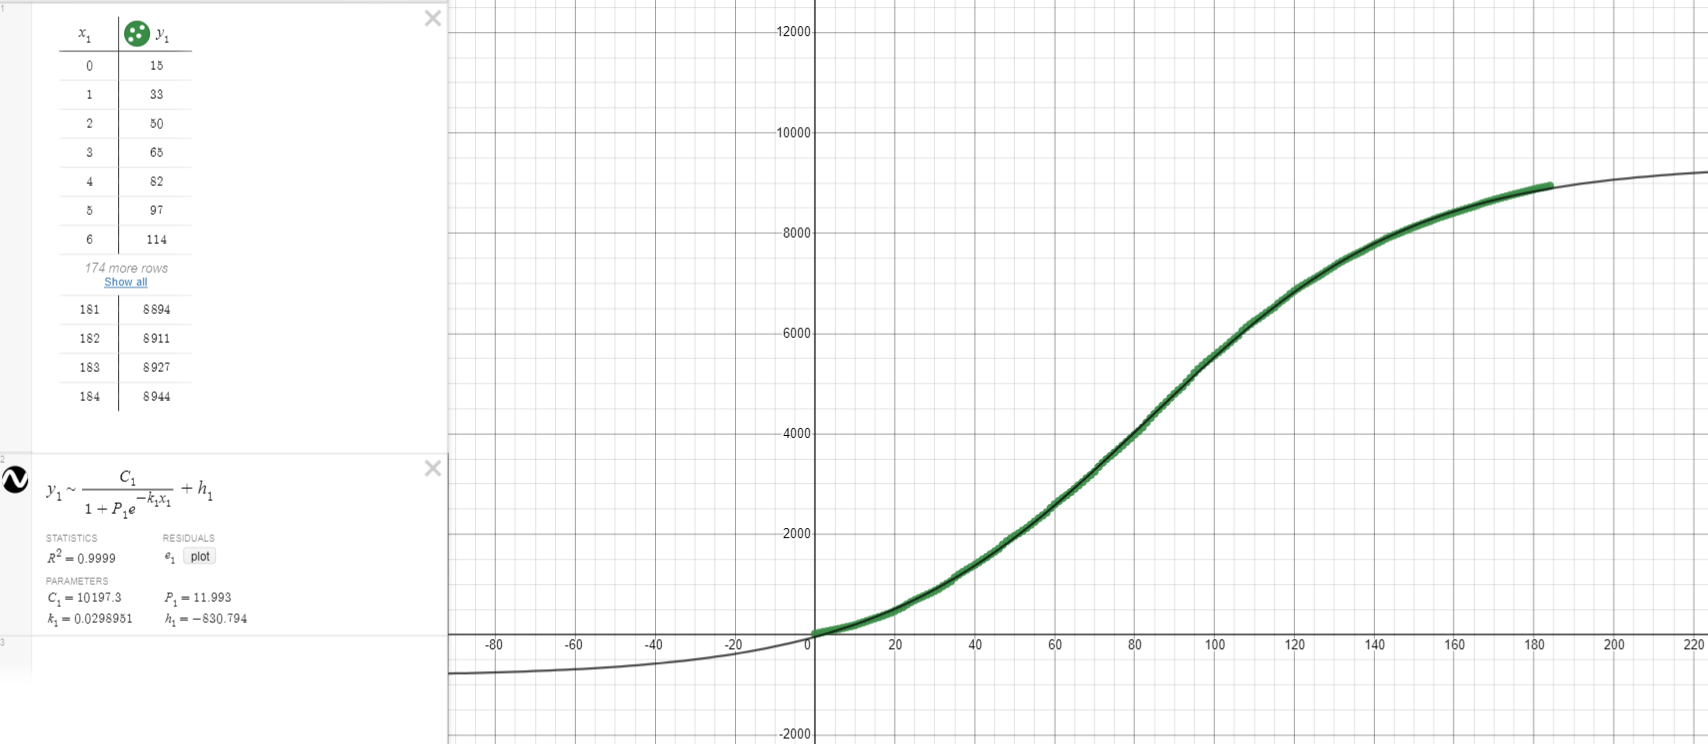 1
x₁ y₁
0 15
1 33
2 50
3 65
4 82
5 97
6 114
174 more rows
Show all
181 8894
182 8911
183 8927
184 8944
2
y₁ ~ C₁ / (1 + P₁e^(−k₁x₁)) + h₁
STATISTICS RESIDUALS
R² = 0.9999 e₁ plot
PARAMETERS
C₁ = 10197.3 P₁ = 11.993
k₁ = 0.0298951 h₁ = −830.794
3
12000
10000
8000
6000
4000
2000
-80 -60 -40 -20 0 20 40 60 80 100 120 140 160 180 200 220
-2000